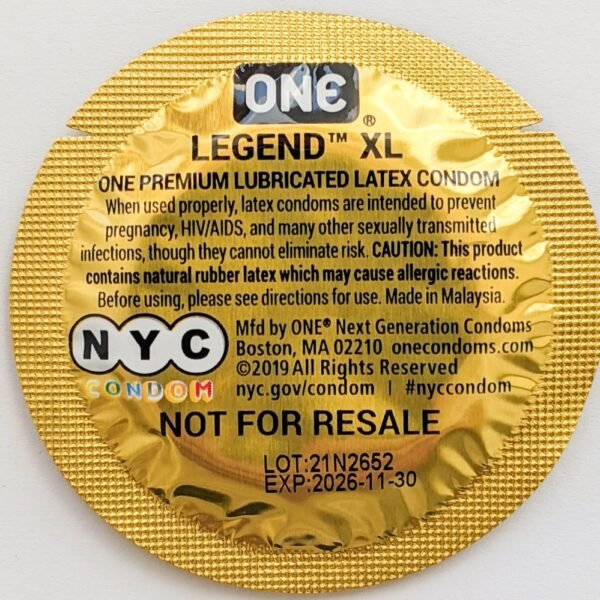 ONE®
LEGEND™ XL
ONE PREMIUM LUBRICATED LATEX CONDOM
When used properly, latex condoms are intended to prevent
pregnancy, HIV/AIDS, and many other sexually transmitted
infections, though they cannot eliminate risk. CAUTION: This product
contains natural rubber latex which may cause allergic reactions.
Before using, please see directions for use. Made in Malaysia.
NYC
CONDOM
Mfd by ONE® Next Generation Condoms
Boston, MA 02210 onecondoms.com
©2019 All Rights Reserved
nyc.gov/condom | #nyccondom
NOT FOR RESALE
LOT:21N2652
EXP:2026-11-30